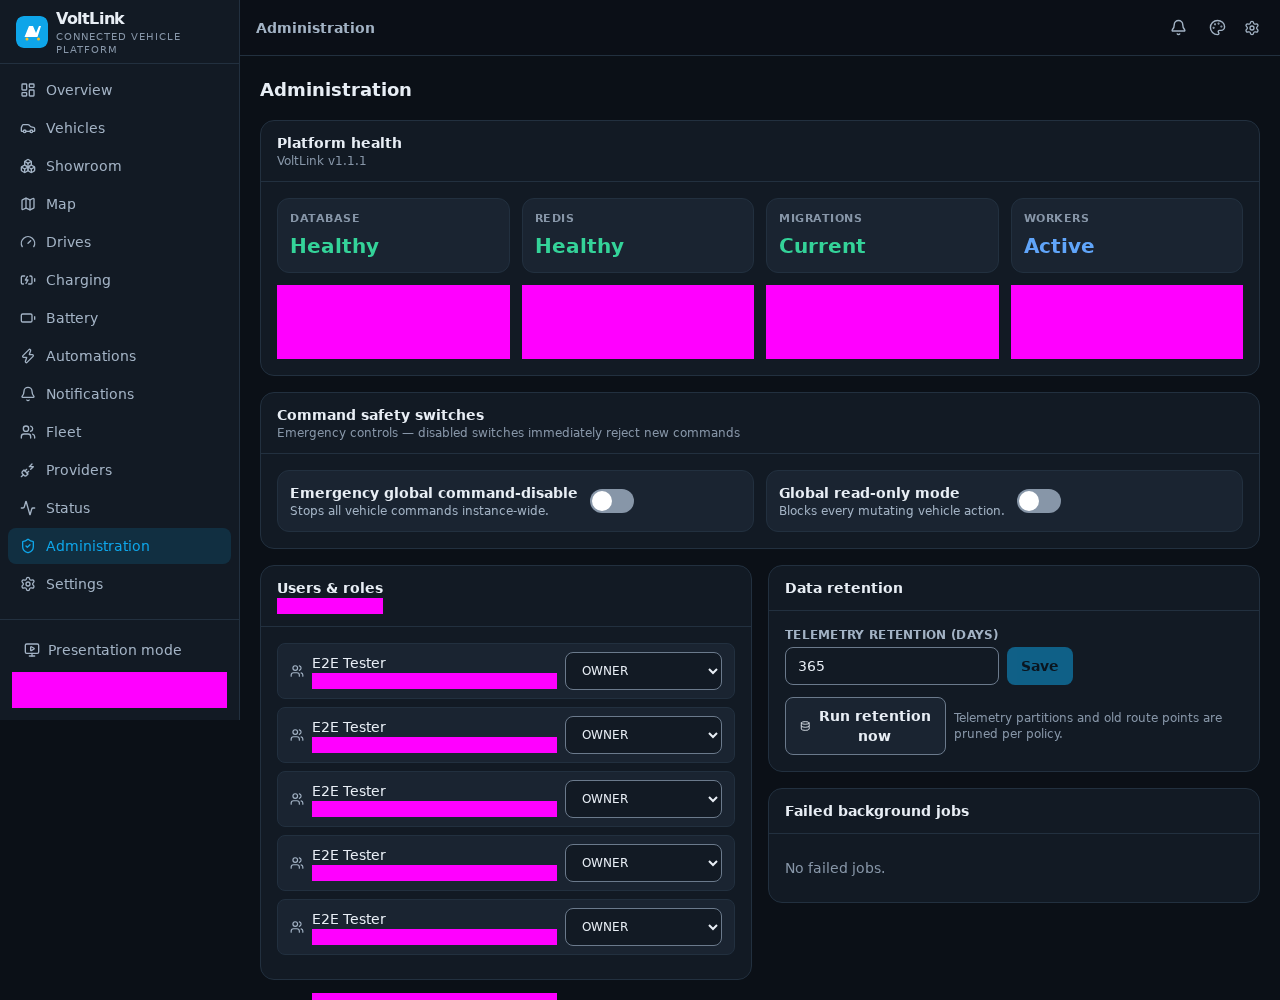 VoltLink
CONNECTED VEHICLE
PLATFORM
Overview
Vehicles
Showroom
Map
Drives
Charging
Battery
Automations
Notifications
Fleet
Providers
Status
Administration
Settings
Presentation mode
Administration
Administration
Platform health
VoltLink v1.1.1
DATABASE
Healthy
REDIS
Healthy
MIGRATIONS
Current
WORKERS
Active
Command safety switches
Emergency controls — disabled switches immediately reject new commands
Emergency global command-disable
Stops all vehicle commands instance-wide.
Global read-only mode
Blocks every mutating vehicle action.
Users & roles
E2E Tester
OWNER
E2E Tester
OWNER
E2E Tester
OWNER
E2E Tester
OWNER
E2E Tester
OWNER
Data retention
TELEMETRY RETENTION (DAYS)
365
Save
Run retention
now
Telemetry partitions and old route points are
pruned per policy.
Failed background jobs
No failed jobs.